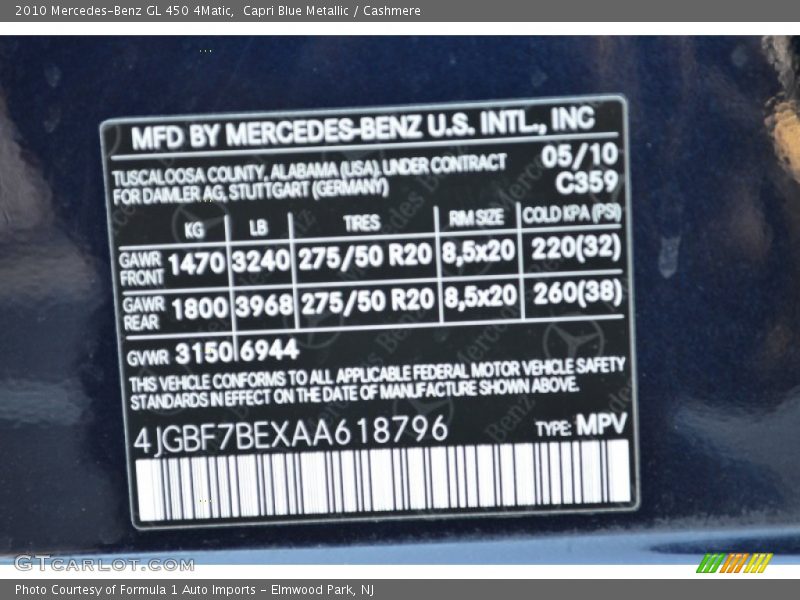 2010 Mercedes-Benz GL 450 4Matic,  Capri Blue Metallic / Cashmere
MFD BY MERCEDES-BENZ U.S. INTL., INC
TUSCALOOSA COUNTY, ALABAMA (USA), UNDER CONTRACT 05/10
FOR DAIMLER AG, STUTTGART (GERMANY) C359
KG LB TIRES RIM SIZE COLD KPA (PSI)
GAWR FRONT 1470 3240 275/50 R20 8,5x20 220(32)
GAWR REAR 1800 3968 275/50 R20 8,5x20 260(38)
GVWR 3150 6944
THIS VEHICLE CONFORMS TO ALL APPLICABLE FEDERAL MOTOR VEHICLE SAFETY
STANDARDS IN EFFECT ON THE DATE OF MANUFACTURE SHOWN ABOVE.
4JGBF7BEXAA618796 TYPE: MPV
GTCARLOT.COM
Photo Courtesy of Formula 1 Auto Imports - Elmwood Park, NJ